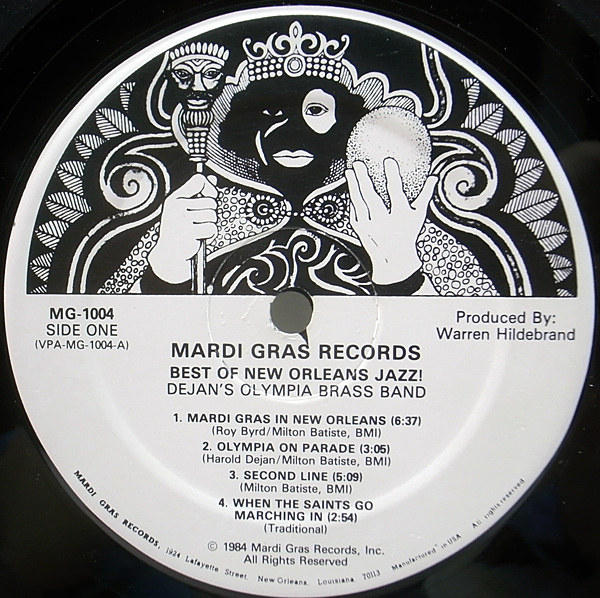 MG-1004
SIDE ONE
(VPA-MG-1004-A)
Produced By:
Warren Hildebrand
MARDI GRAS RECORDS
BEST OF NEW ORLEANS JAZZ!
DEJAN'S OLYMPIA BRASS BAND
1. MARDI GRAS IN NEW ORLEANS (6:37)
(Roy Byrd/Milton Batiste, BMI)
2. OLYMPIA ON PARADE (3:05)
(Harold Dejan/Milton Batiste, BMI)
3. SECOND LINE (5:09)
(Milton Batiste, BMI)
4. WHEN THE SAINTS GO
MARCHING IN (2:54)
(Traditional)
© 1984 Mardi Gras Records, Inc.
All Rights Reserved
MARDI GRAS RECORDS, 1924 Lafayette Street, New Orleans, Louisiana, 70113 Manufactured in USA All rights reserved